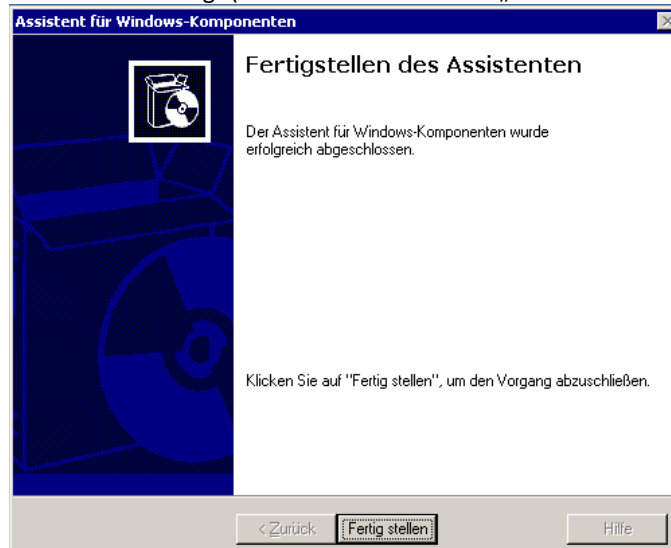 Assistent für Windows-Komponenten
Fertigstellen des Assistenten
Der Assistent für Windows-Komponenten wurde
erfolgreich abgeschlossen.
Klicken Sie auf "Fertig stellen", um den Vorgang abzuschließen.
< Zurück
Fertig stellen
Hilfe